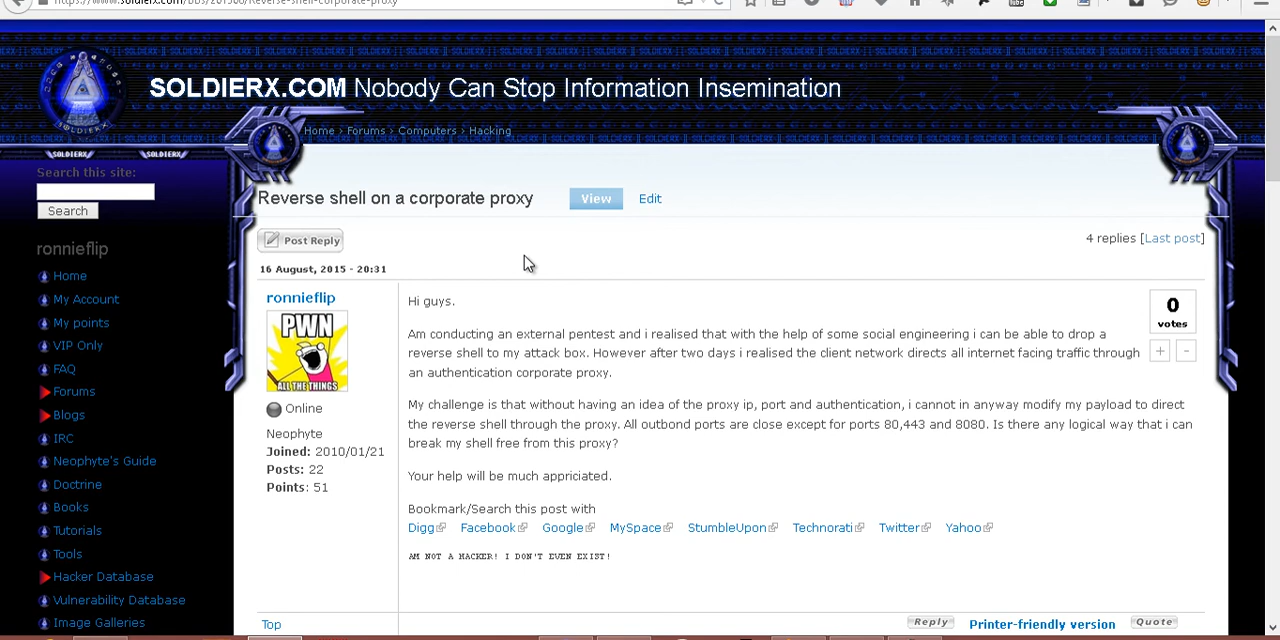 .soldierx.com/bbs/201508/Reverse-shell-corporate-proxy
SOLDIERX.COM Nobody Can Stop Information Insemination
Home › Forums › Computers › Hacking
SOLDIERX SOLDIERX
Search this site:
Search
ronnieflip
Home
My Account
My points
VIP Only
FAQ
Forums
Blogs
IRC
Neophyte's Guide
Doctrine
Books
Tutorials
Tools
Hacker Database
Vulnerability Database
Image Galleries
Reverse shell on a corporate proxy View Edit
Post Reply
4 replies [Last post]
16 August, 2015 - 20:31
ronnieflip
PWN
ALL THE THINGS
Online
Neophyte
Joined: 2010/01/21
Posts: 22
Points: 51
Hi guys.
Am conducting an external pentest and i realised that with the help of some social engineering i can be able to drop a
reverse shell to my attack box. However after two days i realised the client network directs all internet facing traffic through
an authentication corporate proxy.
My challenge is that without having an idea of the proxy ip, port and authentication, i cannot in anyway modify my payload to direct
the reverse shell through the proxy. All outbond ports are close except for ports 80,443 and 8080. Is there any logical way that i can
break my shell free from this proxy?
Your help will be much appriciated.
Bookmark/Search this post with
Digg Facebook Google MySpace StumbleUpon Technorati Twitter Yahoo
AM NOT A HACKER! I DON'T EVEN EXIST!
0
votes
+ -
Top
Reply Printer-friendly version Quote